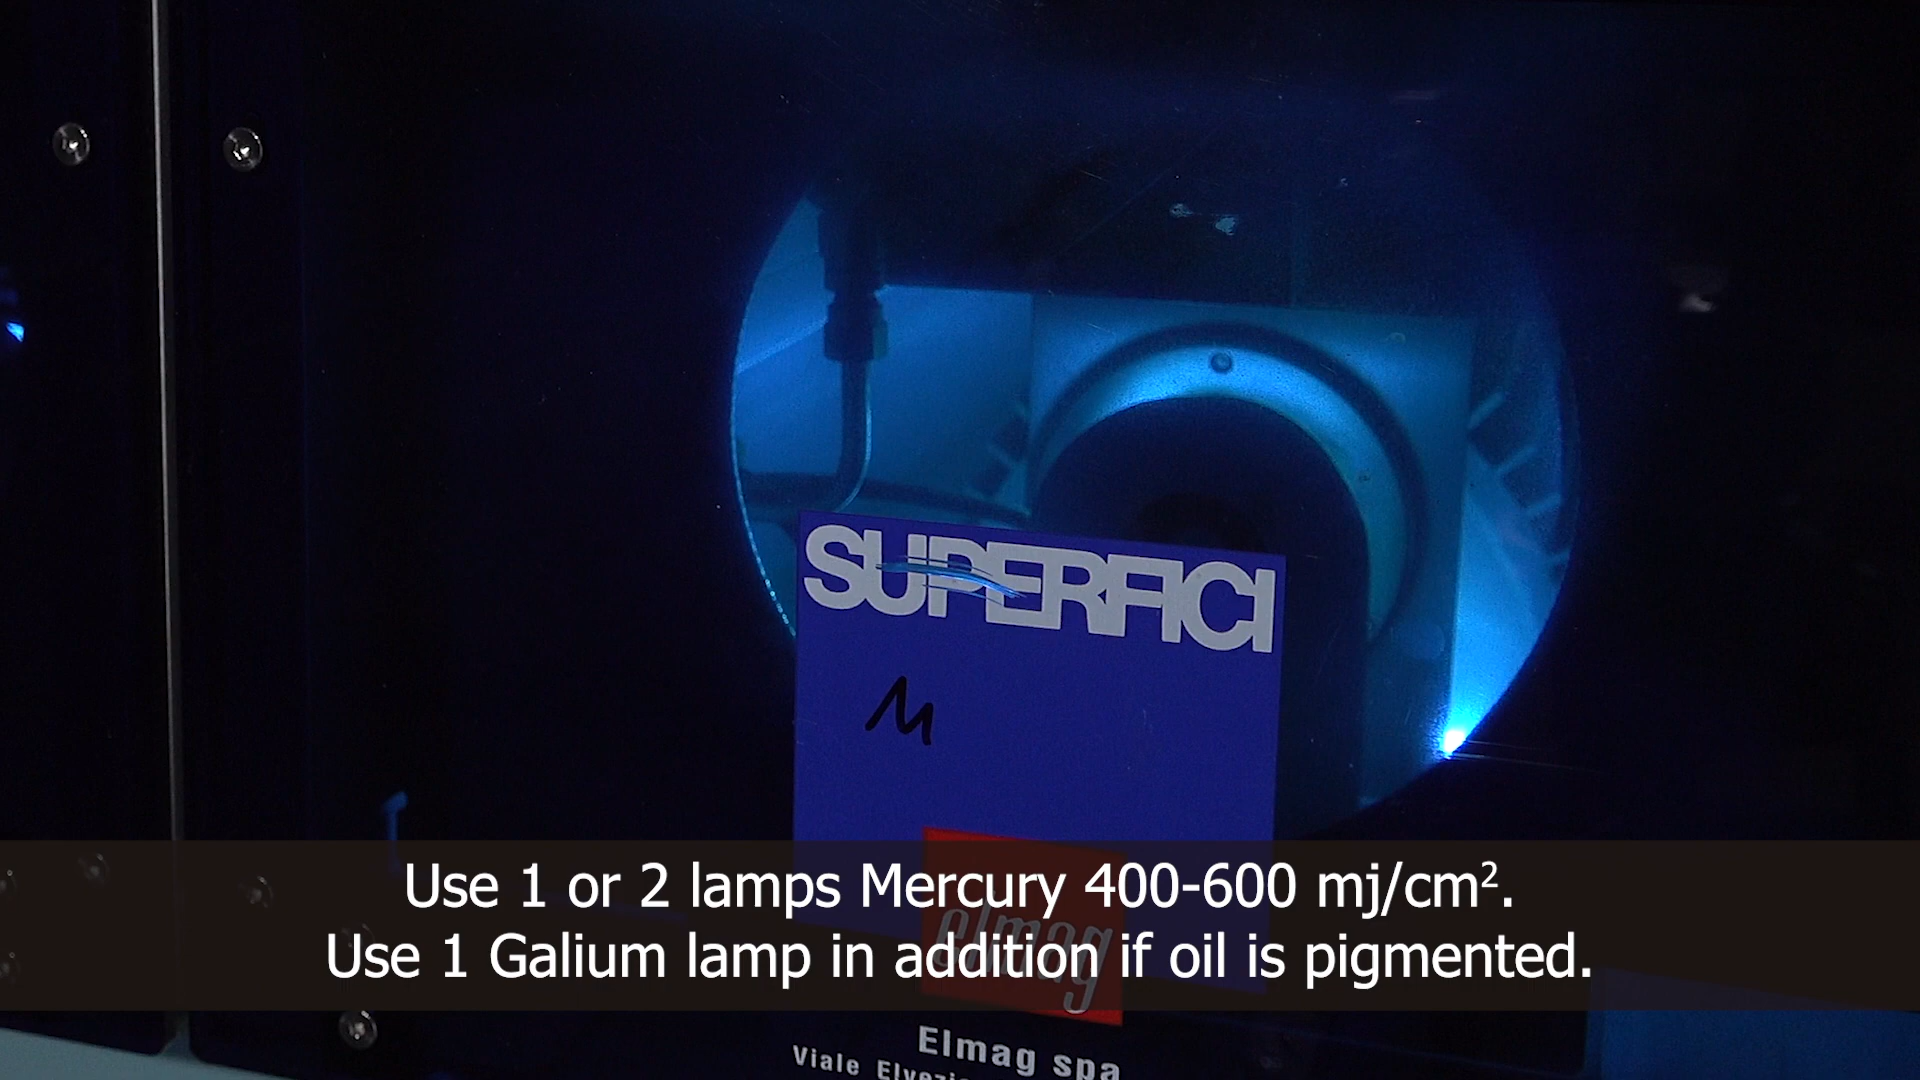 SUPERFICI
M
Use 1 or 2 lamps Mercury 400-600 mj/cm².
Use 1 Galium lamp in addition if oil is pigmented.
elmag
Elmag spa
Viale